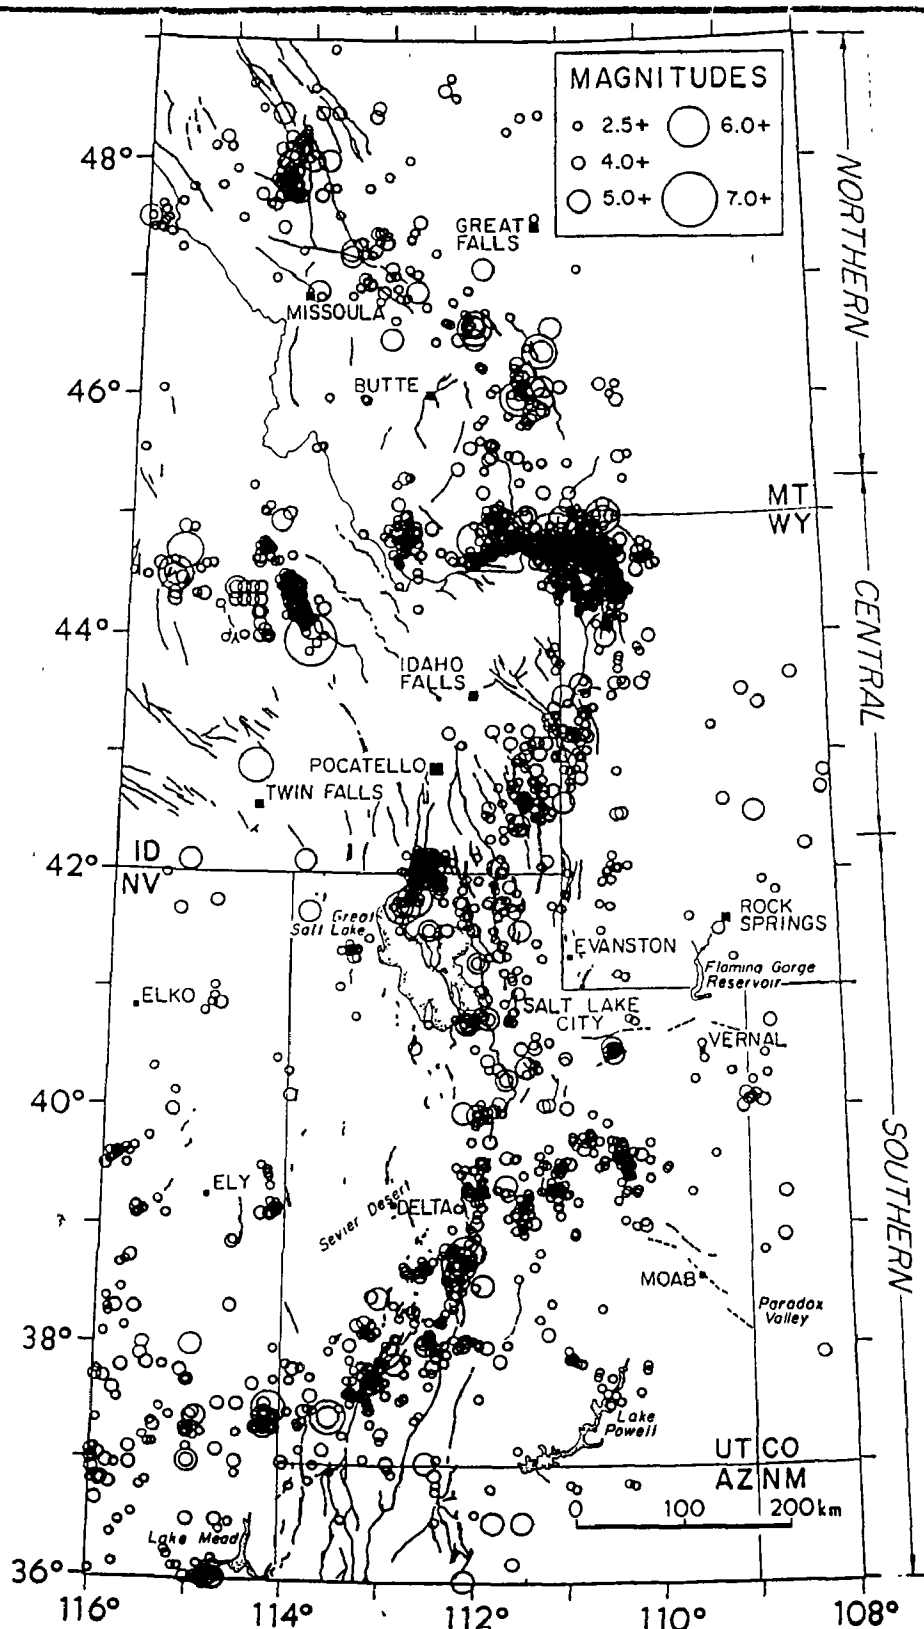 MAGNITUDES
2.5+ 6.0+
4.0+
5.0+ 7.0+
48°
NORTHERN
GREAT
FALLS
MISSOULA
46°
BUTTE
MT
WY
CENTRAL
44°
IDAHO
FALLS
POCATELLO
TWIN FALLS
42°
ID
NV
Great
Salt Lake
ROCK
SPRINGS
EVANSTON
Flaming Gorge
Reservoir
ELKO
SALT LAKE
CITY
VERNAL
40°
SOUTHERN
ELY
Sevier Desert
DELTA
MOAB
Paradox
Valley
38°
Lake
Powell
UT CO
AZ NM
0 100 200 km
Lake Mead
36°
116° 114° 112° 110° 108°